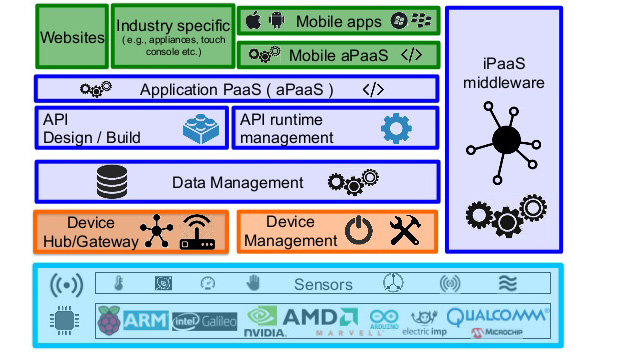 Websites
Industry specific
( e.g., appliances, touch
console etc.)
Mobile apps
Mobile aPaaS </>
iPaaS
middleware
Application PaaS ( aPaaS ) </>
API
Design / Build
API runtime
management
Data Management
Device
Hub/Gateway
Device
Management
Sensors
ARM
intel Galileo
NVIDIA.
AMD
MARVELL
ARDUINO
electric imp
QUALCOMM
MICROCHIP